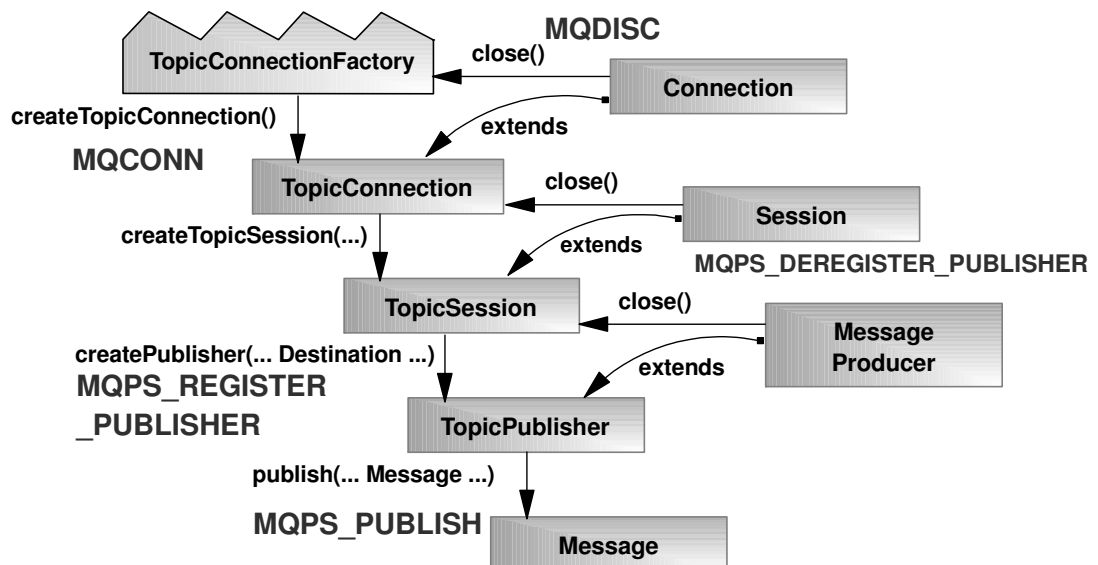 MQDISC
TopicConnectionFactory
close()
Connection
createTopicConnection()
extends
MQCONN
TopicConnection
close()
Session
createTopicSession(...)
extends
MQPS_DEREGISTER_PUBLISHER
TopicSession
close()
Message
Producer
createPublisher(... Destination ...)
extends
MQPS_REGISTER
_PUBLISHER
TopicPublisher
publish(... Message ...)
MQPS_PUBLISH
Message